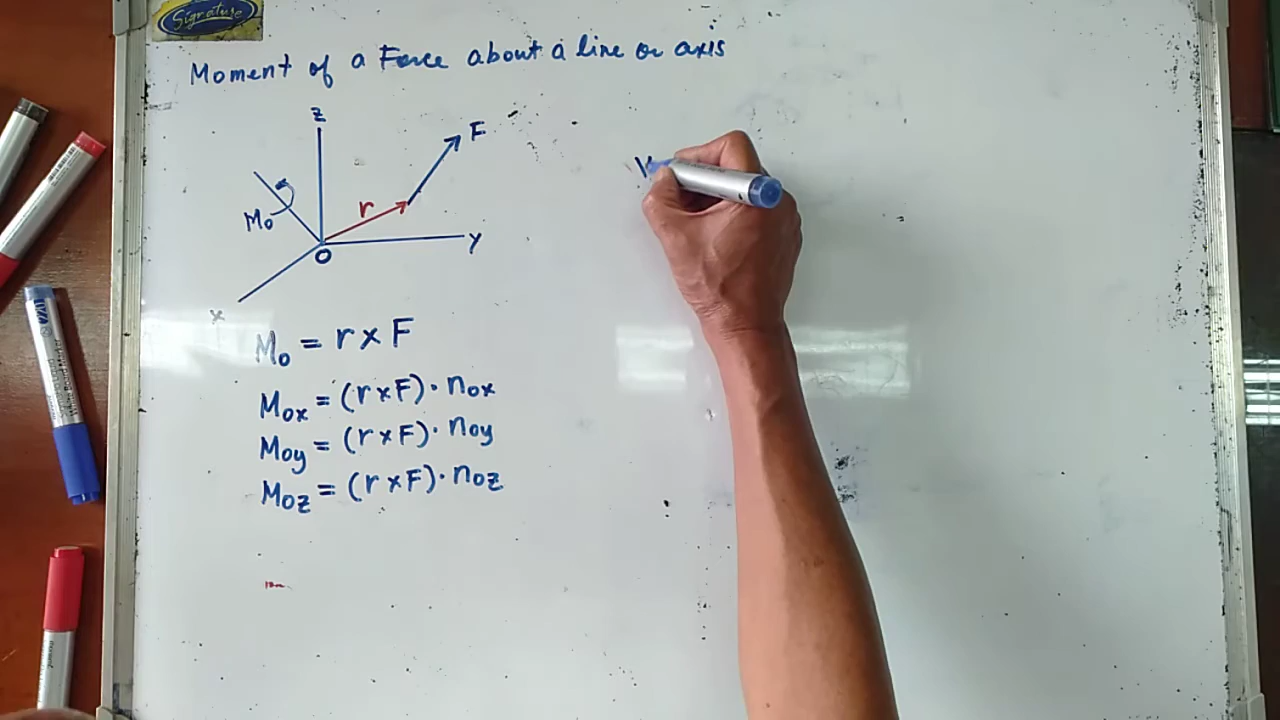 Signature
Moment of a Force about a line or axis
z
F
r
Mo
y
O
x
Mo = r x F
Mox = (r x F) · nox
Moy = (r x F) · noy
Moz = (r x F) · noz